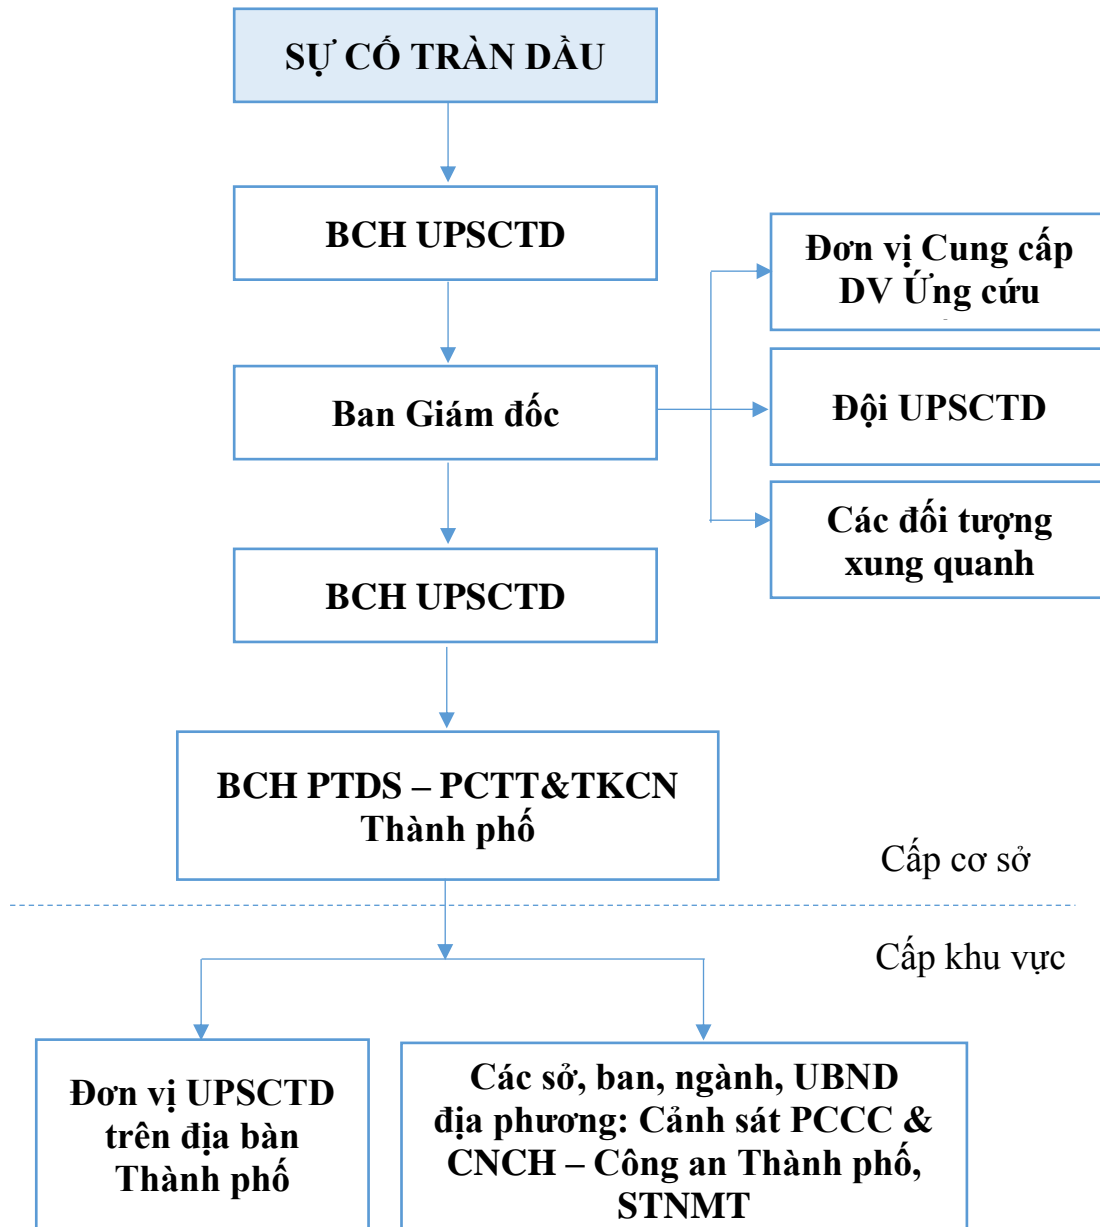 SỰ CỐ TRÀN DẦU
BCH UPSCTD
Đơn vị Cung cấp
DV Ứng cứu
Ban Giám đốc
Đội UPSCTD
Các đối tượng
xung quanh
BCH UPSCTD
BCH PTDS – PCTT&TKCN
Thành phố
Cấp cơ sở
Cấp khu vực
Đơn vị UPSCTD
trên địa bàn
Thành phố
Các sở, ban, ngành, UBND
địa phương: Cảnh sát PCCC &
CNCH – Công an Thành phố,
STNMT